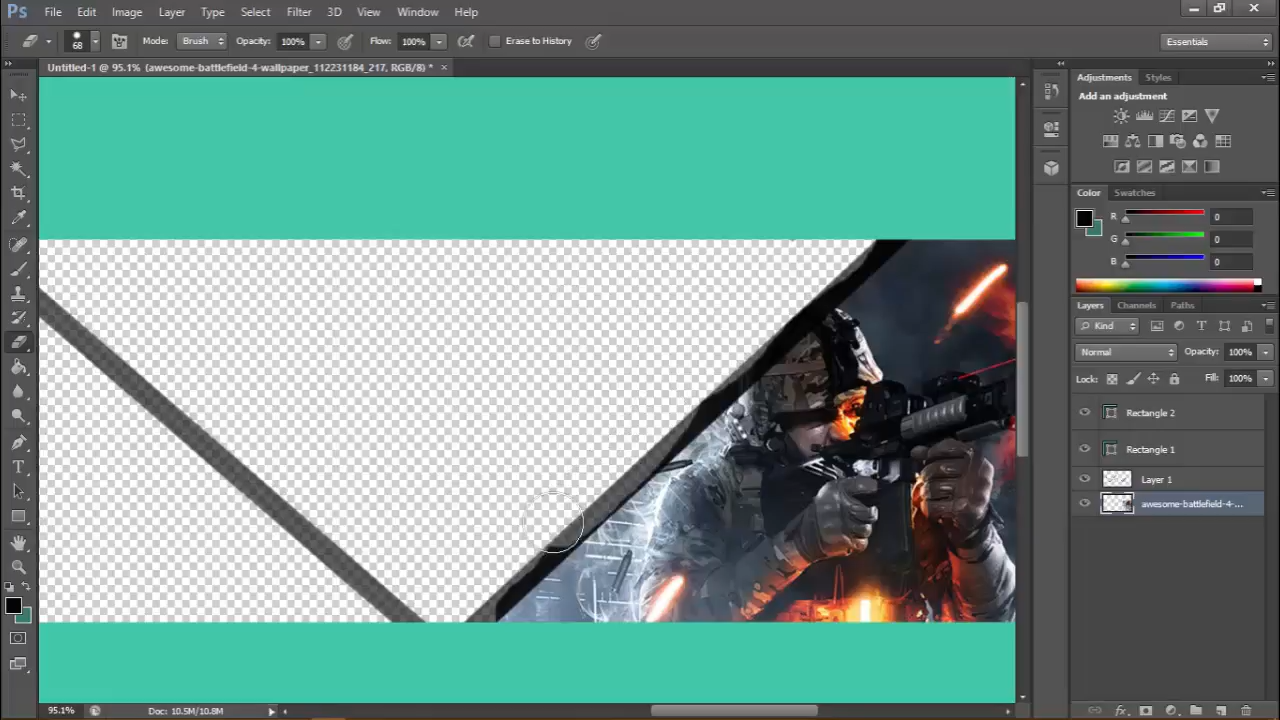 Ps File Edit Image Layer Type Select Filter 3D View Window Help
68 Mode: Brush Opacity: 100% Flow: 100% Erase to History Essentials
Untitled-1 @ 95.1% (awesome-battlefield-4-wallpaper_112231184_217, RGB/8) * ×
Adjustments Styles
Add an adjustment
Color Swatches
R 0
G 0
B 0
Layers Channels Paths
Kind
Normal Opacity: 100%
Lock: Fill: 100%
Rectangle 2
Rectangle 1
Layer 1
awesome-battlefield-4-...
95.1% Doc: 10.5M/10.8M